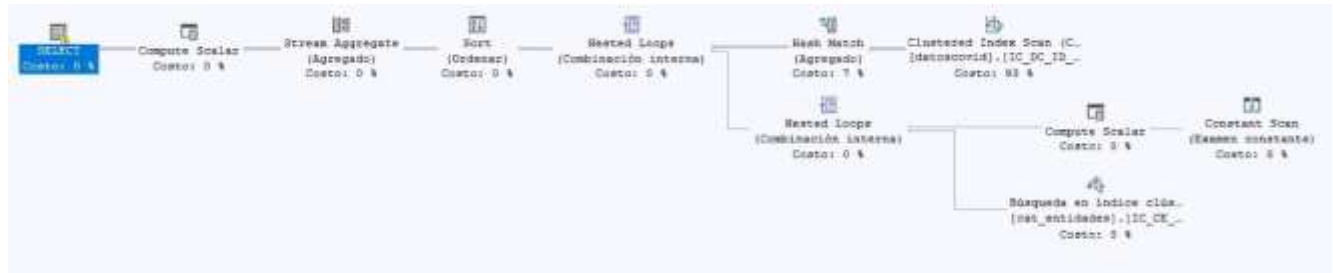 SELECT
Costo: 0 %
Compute Scalar
Costo: 0 %
Stream Aggregate
(Agregado)
Costo: 0 %
Sort
(Ordenar)
Costo: 0 %
Nested Loops
(Combinación interna)
Costo: 0 %
Hash Match
(Agregado)
Costo: 7 %
Clustered Index Scan (C…
[datoscovid].[IC_DC_ID_…
Costo: 93 %
Nested Loops
(Combinación interna)
Costo: 0 %
Compute Scalar
Costo: 0 %
Constant Scan
(Examen constante)
Costo: 0 %
Búsqueda en índice clús…
[cat_entidades].[IC_CE_…
Costo: 0 %